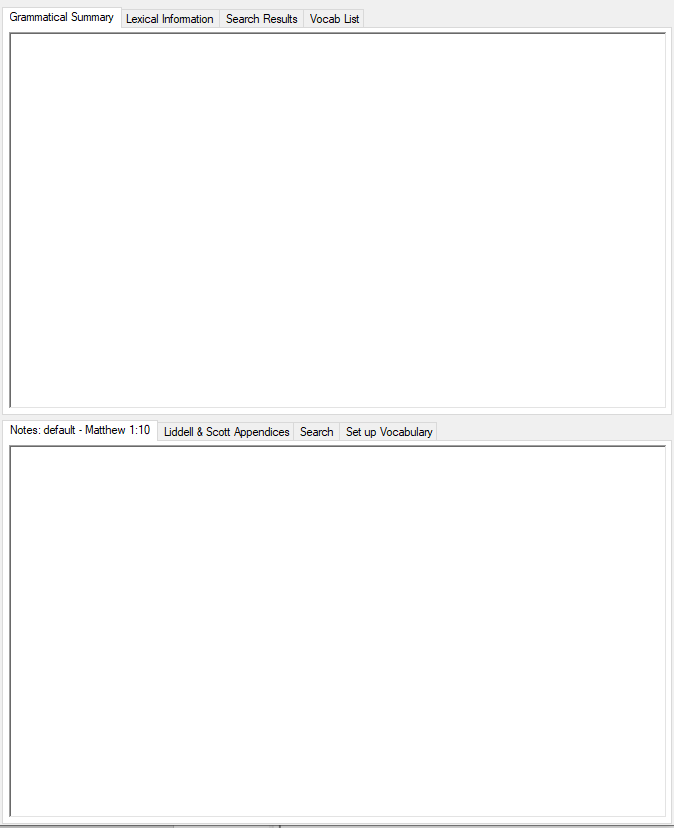 Grammatical Summary Lexical Information Search Results Vocab List
Notes: default - Matthew 1:10 Liddell & Scott Appendices Search Set up Vocabulary